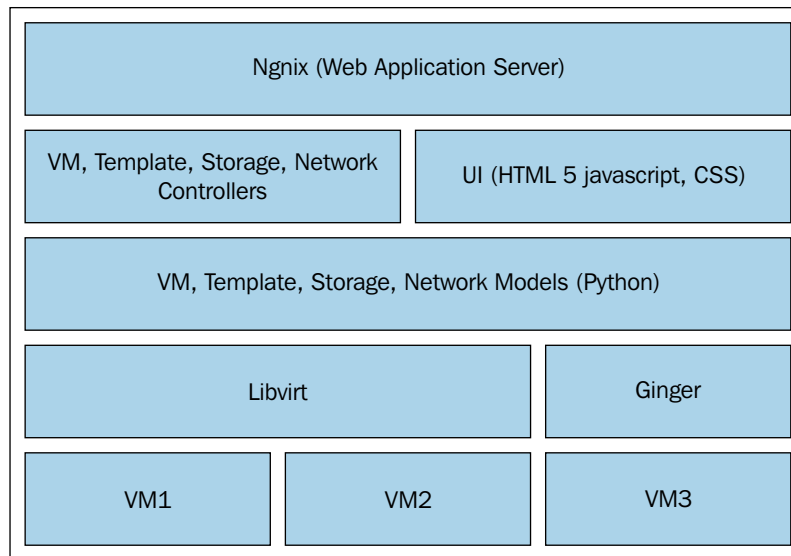 Ngnix (Web Application Server)
VM, Template, Storage, Network
Controllers
UI (HTML 5 javascript, CSS)
VM, Template, Storage, Network Models (Python)
Libvirt
Ginger
VM1
VM2
VM3